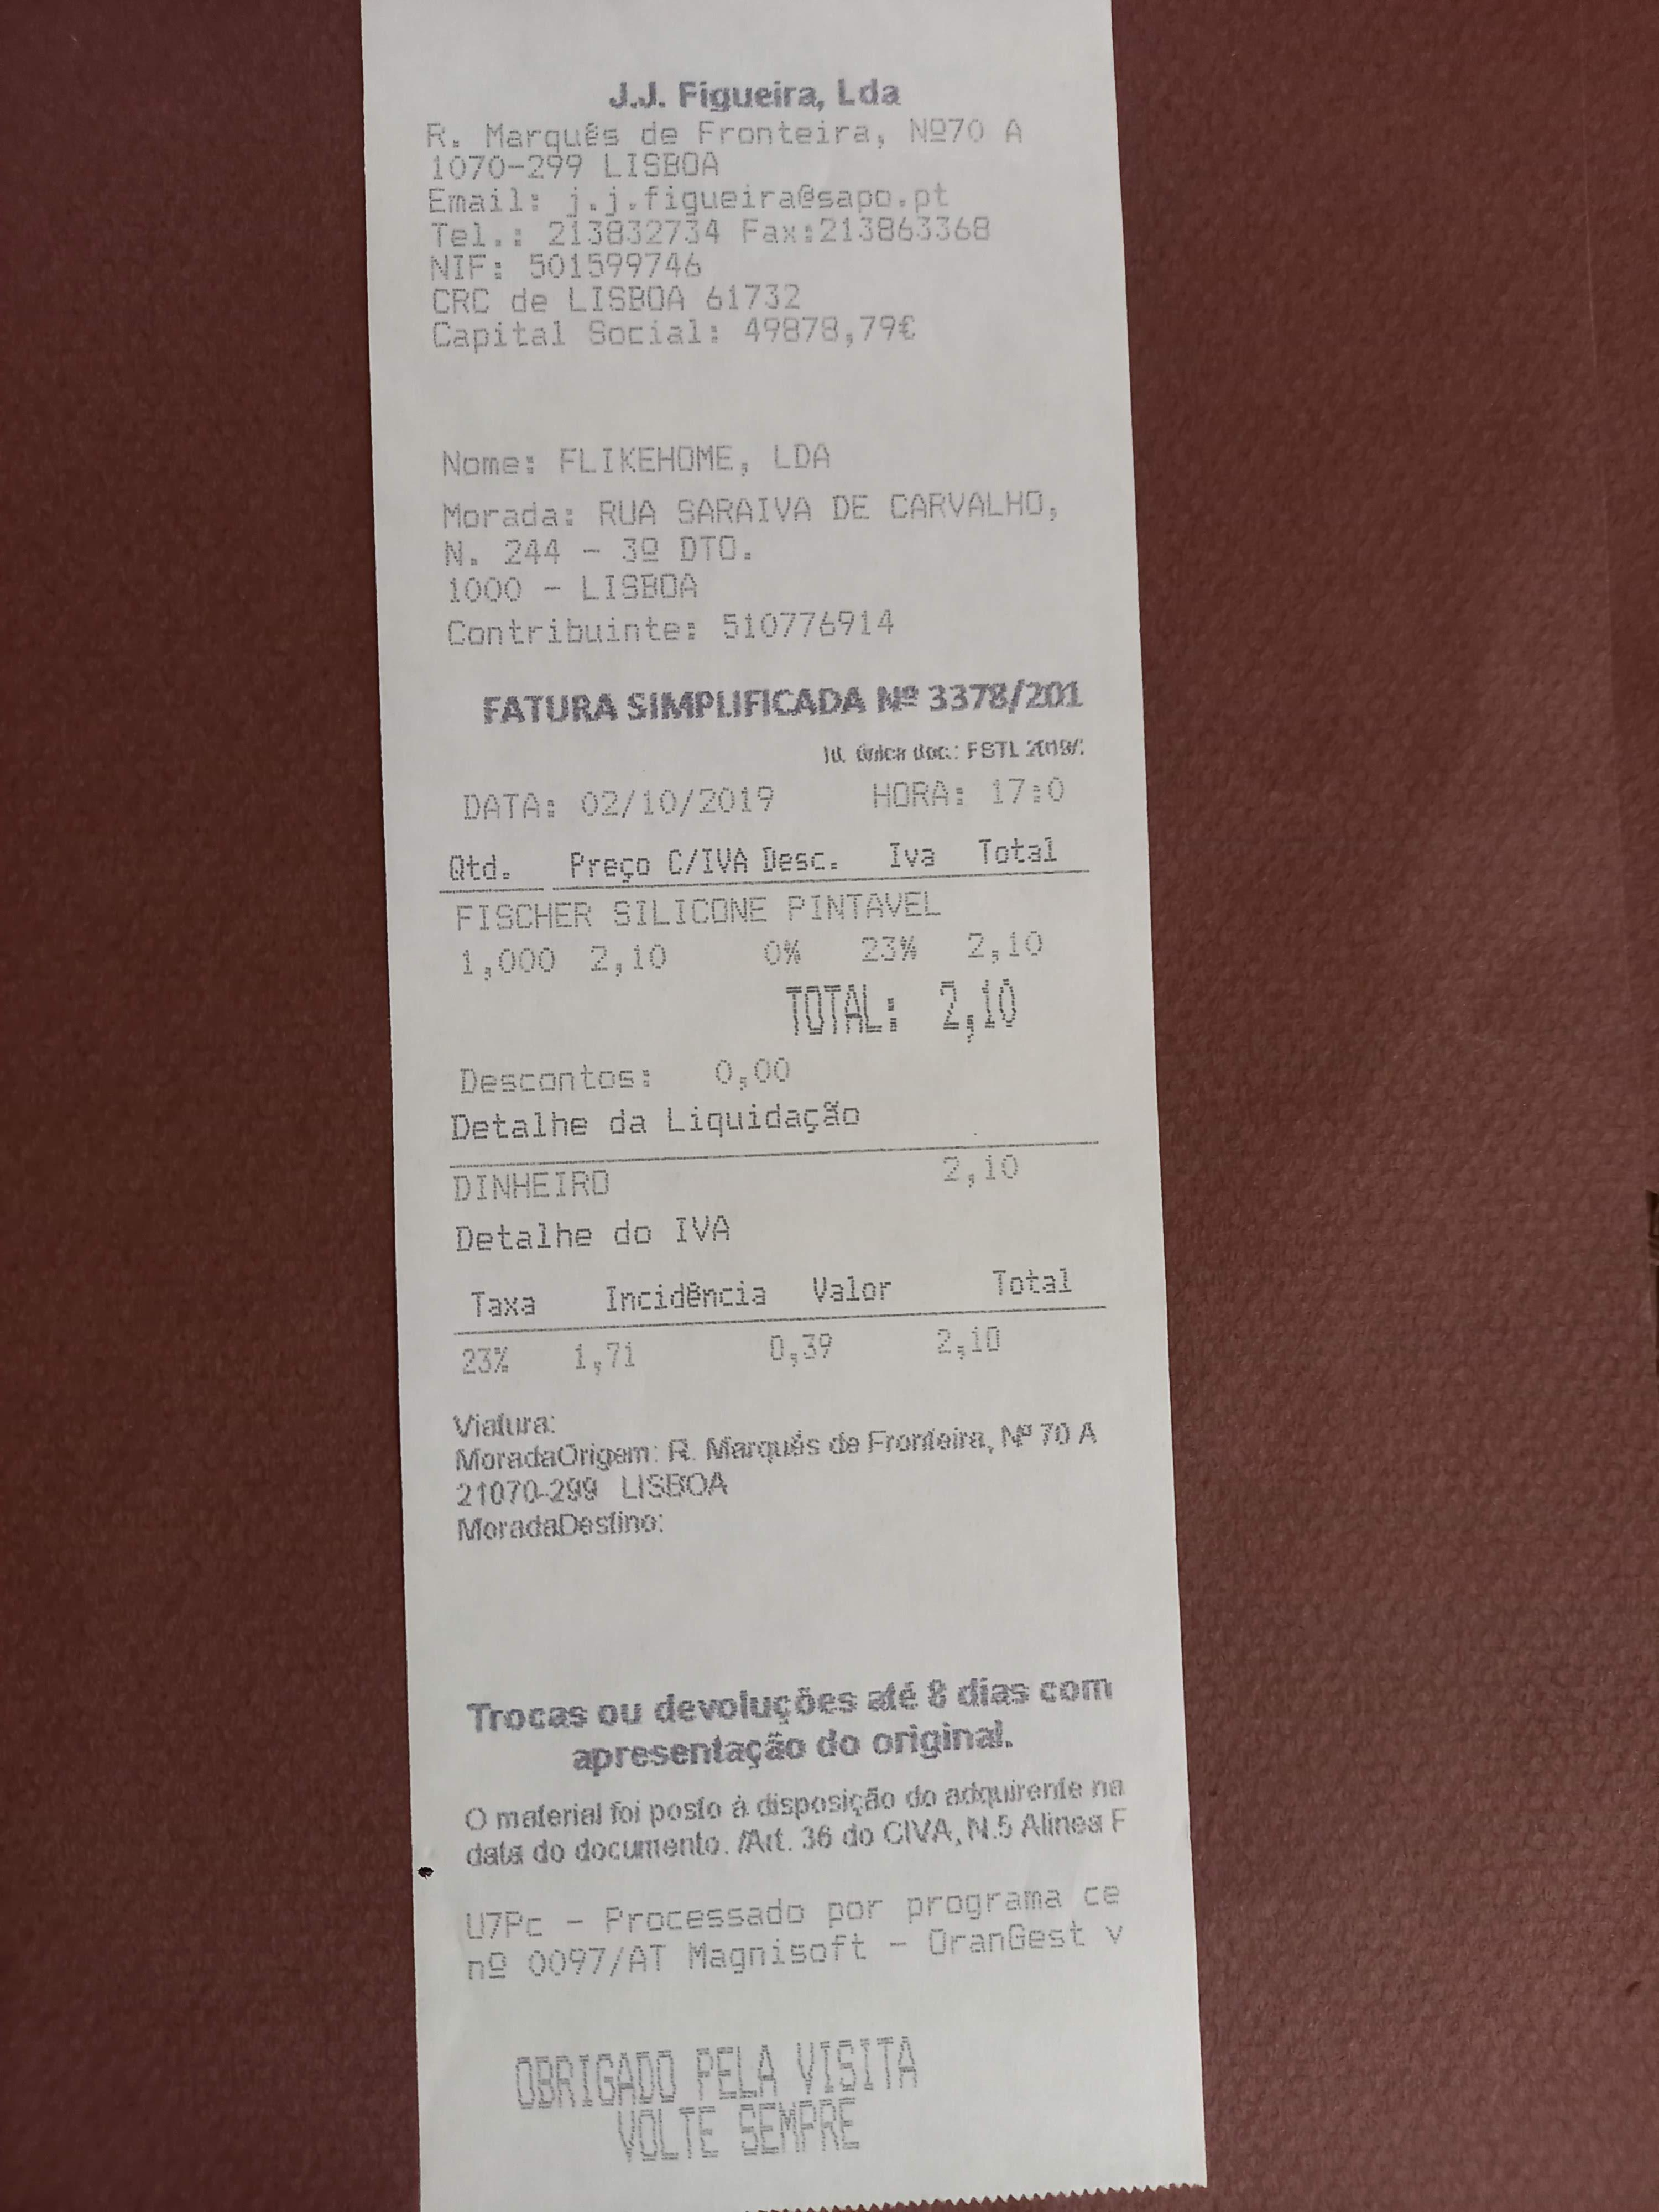 J.J. Figueira, Lda
R. Marquês de Fronteira, Nº70 A
1070-299 LISBOA
Email: j.j.figueira@sapo.pt
Tel.: 213832734 Fax:213863368
NIF: 501599746
CRC de LISBOA 61732
Capital Social: 49878,79€
Nome: FLIKEHOME, LDA
Morada: RUA SARAIVA DE CARVALHO,
N. 244 - 3º DTO.
1000 - LISBOA
Contribuinte: 510776914
FATURA SIMPLIFICADA Nº 3378/201
Id. única doc.: FSTL 2019/
DATA: 02/10/2019 HORA: 17:0
Qtd. Preço C/IVA Desc. Iva Total
FISCHER SILICONE PINTAVEL
1,000 2,10 0% 23% 2,10
TOTAL: 2,10
Descontos: 0,00
Detalhe da Liquidação
DINHEIRO 2,10
Detalhe do IVA
Taxa Incidência Valor Total
23% 1,71 0,39 2,10
Viatura:
MoradaOrigem: R. Marquês de Fronteira, Nº 70 A
21070-299 LISBOA
MoradaDestino:
Trocas ou devoluções até 8 dias com
apresentação do original.
O material foi posto à disposição do adquirente na
data do documento. /Art. 36 do CIVA, N.5 Alinea F
U7Pc - Processado por programa ce
nº 0097/AT Magnisoft - OranGest v
OBRIGADO PELA VISITA
VOLTE SEMPRE